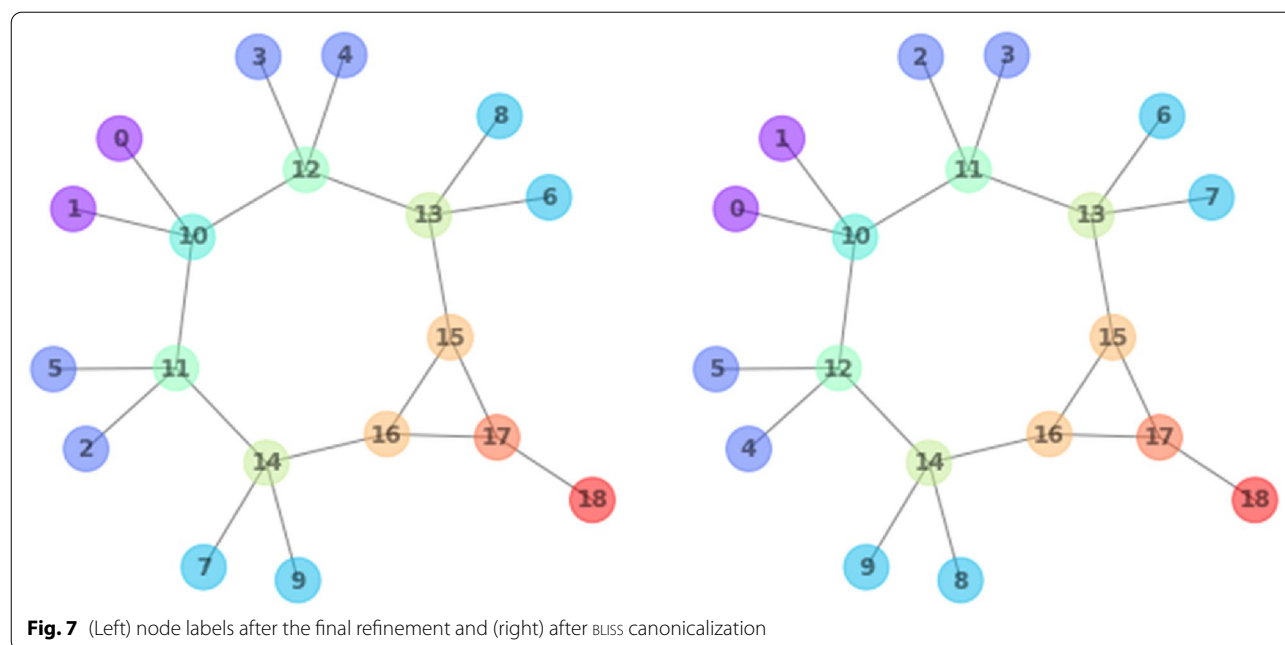 3 4 2 3
8 6
0 1
12 11
1 6 0 7
13 13
10 10
15 15
5 11 5 12
16 17 16 17
2 4
14 14
18 18
7 9 9 8
Fig. 7 (Left) node labels after the final refinement and (right) after BLISS canonicalization